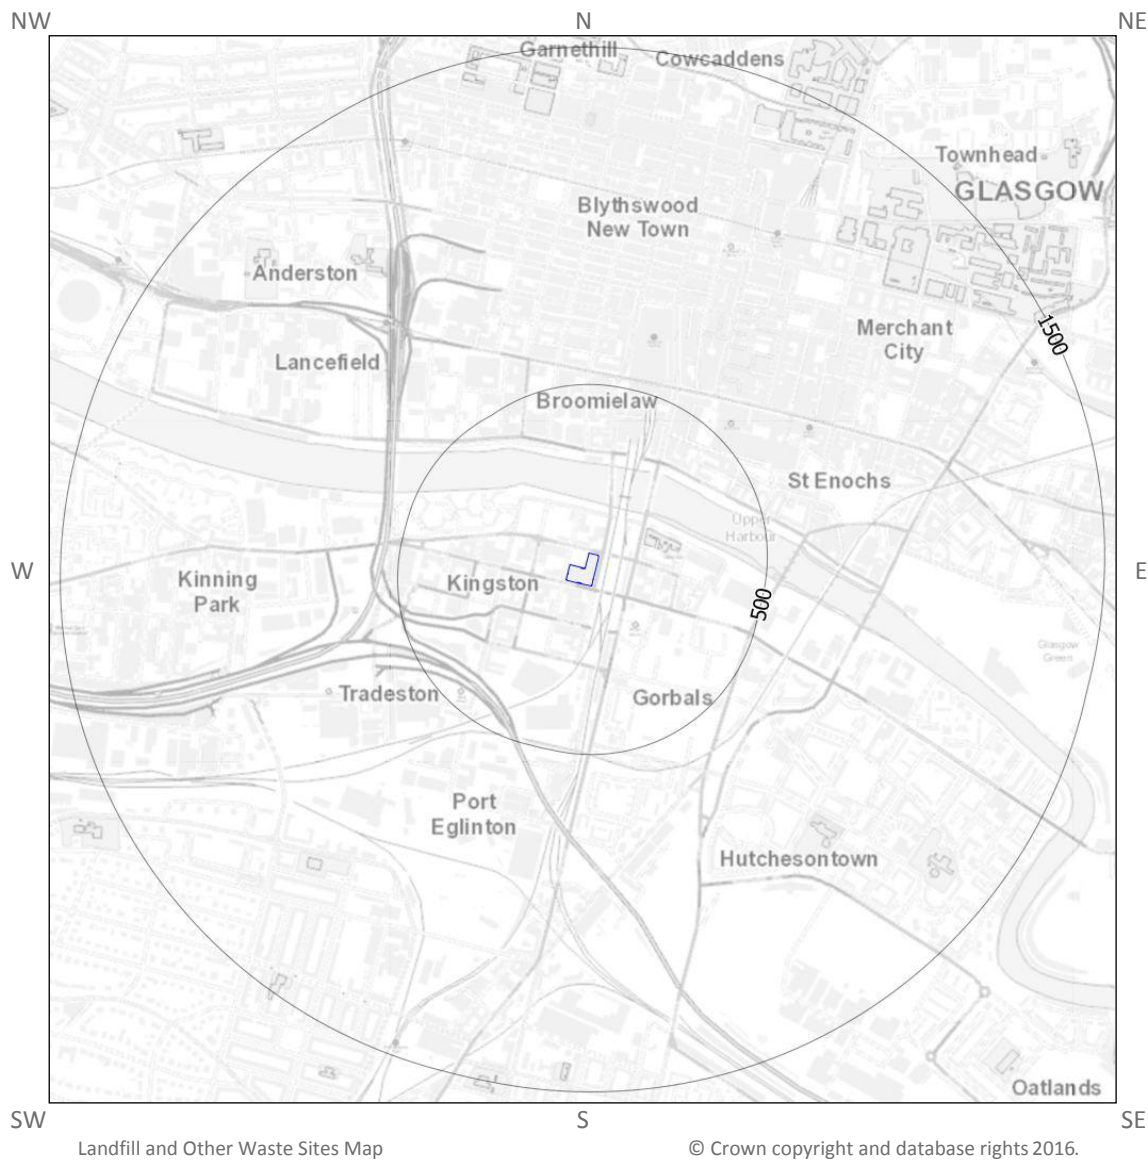 NW
N
NE
Garnethill
Cowcaddens
Townhead
GLASGOW
Blythswood
New Town
Anderston
Merchant
City
1500
Lancefield
Broomielaw
St Enochs
Upper
Harbour
W
E
Kinning
Park
Kingston
500
Glasgow
Green
Tradeston
Gorbals
Port
Eglinton
Hutchesontown
Oatlands
SW
S
SE
Landfill and Other Waste Sites Map
© Crown copyright and database rights 2016.